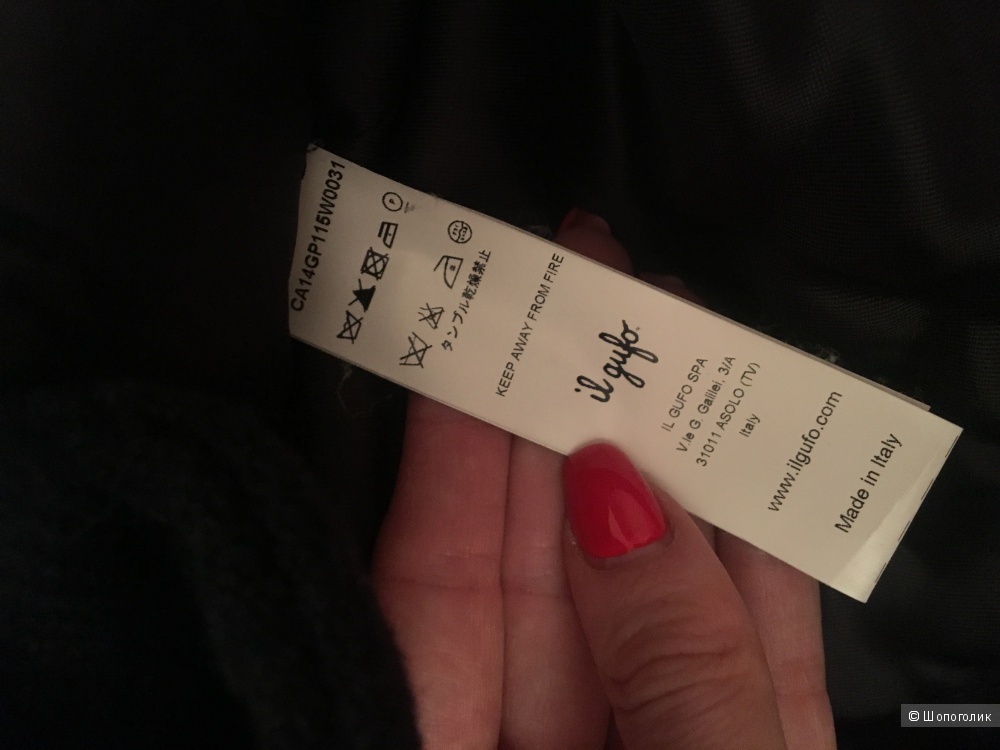 CA14GP115W0031
P
タンブル乾燥禁止
KEEP AWAY FROM FIRE
il gufo
IL GUFO SPA
V.le G. Galilei, 3/A
31011 ASOLO (TV)
Italy
www.ilgufo.com
Made in Italy
© Шопоголик